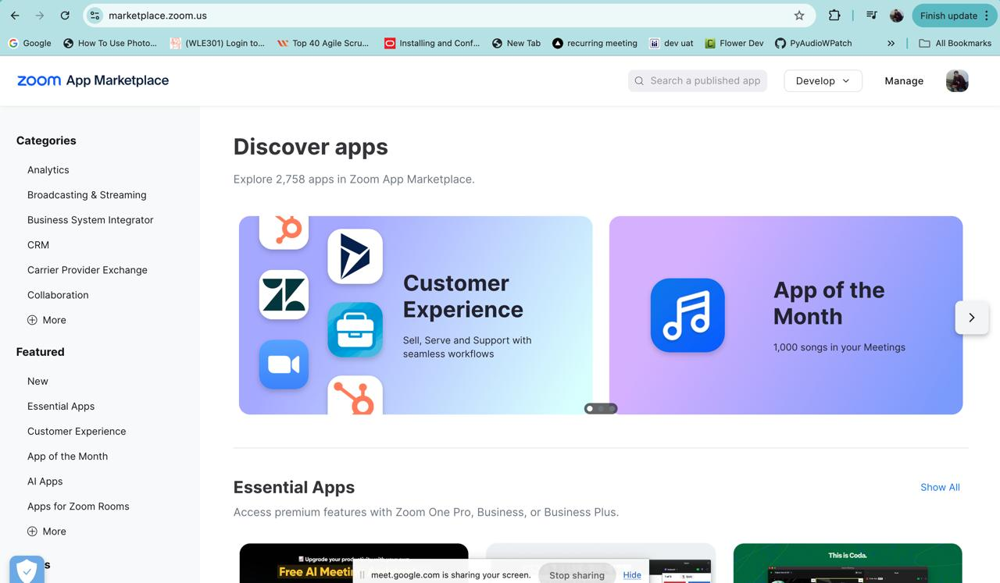 marketplace.zoom.us
Finish update
Google
How To Use Photo...
(WLE301) Login to...
Top 40 Agile Scru...
Installing and Conf...
New Tab
recurring meeting
dev uat
Flower Dev
PyAudioWPatch
»
All Bookmarks
zoom App Marketplace
Search a published app
Develop
Manage
Categories
Analytics
Broadcasting & Streaming
Business System Integrator
CRM
Carrier Provider Exchange
Collaboration
More
Featured
New
Essential Apps
Customer Experience
App of the Month
AI Apps
Apps for Zoom Rooms
More
Discover apps
Explore 2,758 apps in Zoom App Marketplace.
Customer
Experience
Sell, Serve and Support with
seamless workflows
App of the
Month
1,000 songs in your Meetings
Essential Apps
Show All
Access premium features with Zoom One Pro, Business, or Business Plus.
Upgrade your productivity with your own
Free AI
This is Coda.
meet.google.com is sharing your screen.
Stop sharing
Hide